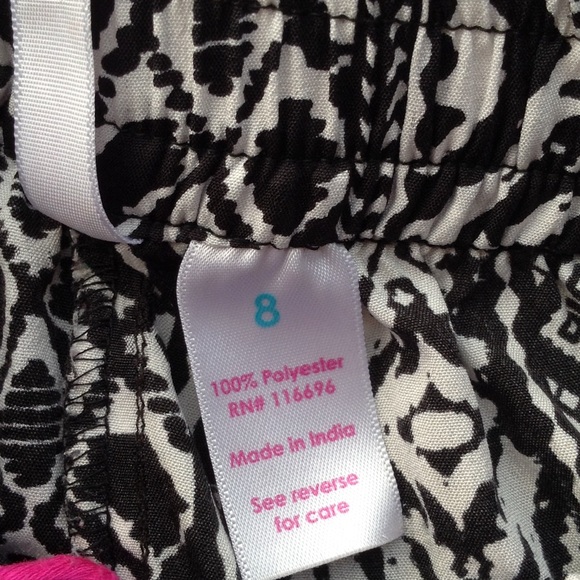 8
100% Polyester
RN# 116696
Made in India
See reverse
for care